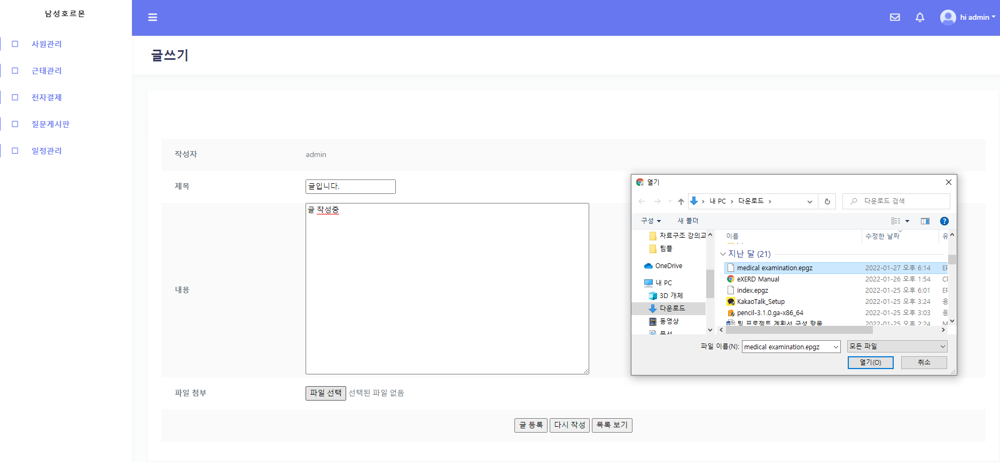 남성호르몬
hi admin
사원관리
근태관리
전자결제
질문게시판
일정관리
글쓰기
작성자 admin
제목 글입니다.
내용 글 작성중
파일 첨부 파일 선택 선택된 파일 없음
글 등록 다시 작성 목록 보기
열기
내 PC 다운로드 다운로드 검색
구성 새 폴더
자료구조 강의교
팀플
OneDrive
내 PC
3D 개체
다운로드
동영상
문서
이름 수정한 날짜 유
지난 달 (21)
medical examination.epgz 2022-01-27 오후 6:14 EP
eXERD Manual 2022-01-26 오후 1:54 Cl
index.epgz 2022-01-25 오후 6:01 EP
KakaoTalk_Setup 2022-01-25 오후 3:24 응
pencil-3.1.0.ga-x86_64 2022-01-25 오후 3:03 응
팀 프로젝트 계획서 구성 항목 2022-01-25 오후 2:24 M
파일 이름(N): medical examination.epgz 모든 파일
열기(O) 취소